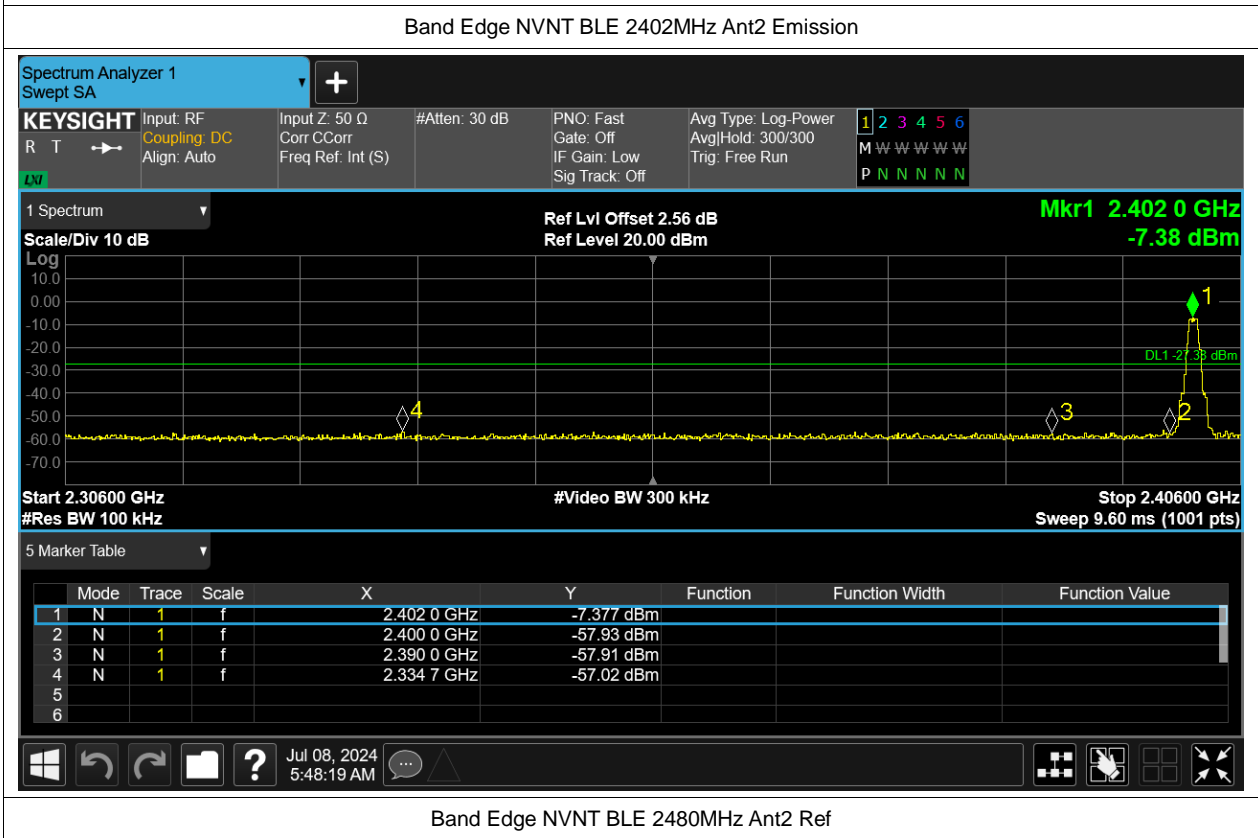 Band Edge NVNT BLE 2402MHz Ant2 Emission
Spectrum Analyzer 1
Swept SA
+
KEYSIGHT
R T
LXI
Input: RF
Coupling: DC
Align: Auto
Input Z: 50 Ω
Corr CCorr
Freq Ref: Int (S)
#Atten: 30 dB
PNO: Fast
Gate: Off
IF Gain: Low
Sig Track: Off
Avg Type: Log-Power
Avg|Hold: 300/300
Trig: Free Run
1 2 3 4 5 6
M W W W W W
P N N N N N
1 Spectrum
Scale/Div 10 dB
Ref Lvl Offset 2.56 dB
Ref Level 20.00 dBm
Mkr1 2.402 0 GHz
-7.38 dBm
Log
10.0
0.00
-10.0
-20.0
-30.0
-40.0
-50.0
-60.0
-70.0
1
DL1 -27.38 dBm
4
3
2
Start 2.30600 GHz
#Video BW 300 kHz
Stop 2.40600 GHz
#Res BW 100 kHz
Sweep 9.60 ms (1001 pts)
5 Marker Table
Mode Trace Scale X Y Function Function Width Function Value
1 N 1 f 2.402 0 GHz -7.377 dBm
2 N 1 f 2.400 0 GHz -57.93 dBm
3 N 1 f 2.390 0 GHz -57.91 dBm
4 N 1 f 2.334 7 GHz -57.02 dBm
5
6
?
Jul 08, 2024
5:48:19 AM
Band Edge NVNT BLE 2480MHz Ant2 Ref